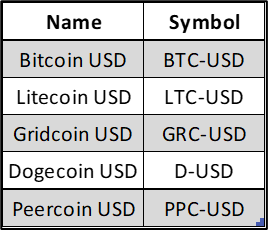 Name Symbol
Bitcoin USD BTC-USD
Litecoin USD LTC-USD
Gridcoin USD GRC-USD
Dogecoin USD D-USD
Peercoin USD PPC-USD